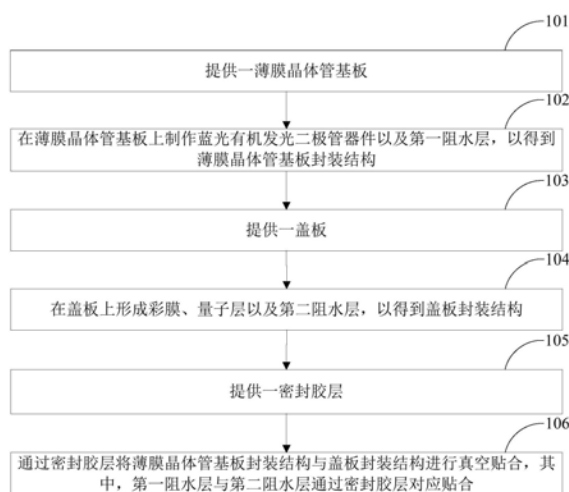 101
提供一薄膜晶体管基板
102
在薄膜晶体管基板上制作蓝光有机发光二极管器件以及第一阻水层，以得到
薄膜晶体管基板封装结构
103
提供一盖板
104
在盖板上形成彩膜、量子层以及第二阻水层，以得到盖板封装结构
105
提供一密封胶层
106
通过密封胶层将薄膜晶体管基板封装结构与盖板封装结构进行真空贴合，其
中，第一阻水层与第二阻水层通过密封胶层对应贴合